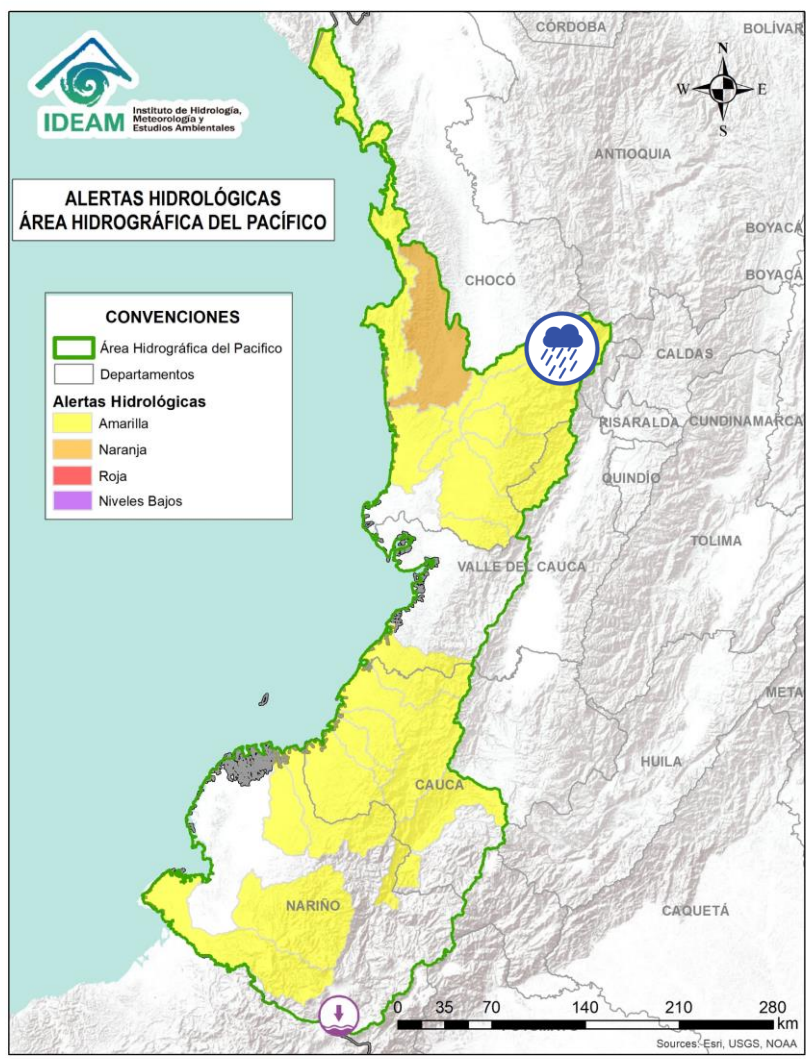 CÓRDOBA
BOLÍVAR
N
W
E
S
IDEAM
Instituto de Hidrología,
Meteorología y
Estudios Ambientales
ANTIOQUIA
ALERTAS HIDROLÓGICAS
ÁREA HIDROGRÁFICA DEL PACÍFICO
BOYACÁ
BOYACÁ
CHOCÓ
CONVENCIONES
Área Hidrográfica del Pacifico
Departamentos
Alertas Hidrológicas
Amarilla
Naranja
Roja
Niveles Bajos
CALDAS
RISARALDA
CUNDINAMARCA
QUINDÍO
TOLIMA
VALLE DEL CAUCA
META
HUILA
CAUCA
NARIÑO
CAQUETÁ
0 35 70 140 210 280
km
Sources: Esri, USGS, NOAA